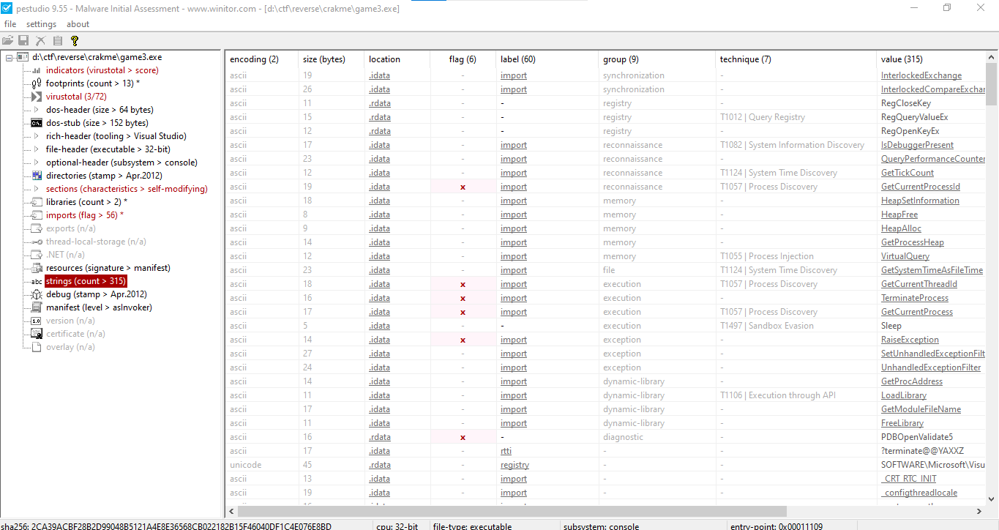 pestudio 9.55 - Malware Initial Assessment - www.winitor.com - [d:\ctf\reverse\crakme\game3.exe]
file settings about
d:\ctf\reverse\crakme\game3.exe
indicators (virustotal > score)
footprints (count > 13) *
virustotal (3/72)
dos-header (size > 64 bytes)
dos-stub (size > 152 bytes)
rich-header (tooling > Visual Studio)
file-header (executable > 32-bit)
optional-header (subsystem > console)
directories (stamp > Apr.2012)
sections (characteristics > self-modifying)
libraries (count > 2) *
imports (flag > 56) *
exports (n/a)
thread-local-storage (n/a)
.NET (n/a)
resources (signature > manifest)
abc strings (count > 315)
debug (stamp > Apr.2012)
manifest (level > asInvoker)
1.0 version (n/a)
certificate (n/a)
overlay (n/a)
encoding (2) size (bytes) location flag (6) label (60) group (9) technique (7) value (315)
ascii 19 .idata - import synchronization - InterlockedExchange
ascii 26 .idata - import synchronization - InterlockedCompareExchar
ascii 11 .rdata - - registry - RegCloseKey
ascii 15 .rdata - - registry T1012 | Query Registry RegQueryValueEx
ascii 12 .rdata - - registry - RegOpenKeyEx
ascii 17 .idata - import reconnaissance T1082 | System Information Discovery IsDebuggerPresent
ascii 23 .idata - import reconnaissance - QueryPerformanceCounter
ascii 12 .idata - import reconnaissance T1124 | System Time Discovery GetTickCount
ascii 19 .idata x import reconnaissance T1057 | Process Discovery GetCurrentProcessId
ascii 18 .idata - import memory - HeapSetInformation
ascii 8 .idata - import memory - HeapFree
ascii 9 .idata - import memory - HeapAlloc
ascii 14 .idata - import memory - GetProcessHeap
ascii 12 .idata - import memory T1055 | Process Injection VirtualQuery
ascii 23 .idata - import file T1124 | System Time Discovery GetSystemTimeAsFileTime
ascii 18 .idata x import execution T1057 | Process Discovery GetCurrentThreadId
ascii 16 .idata x import execution - TerminateProcess
ascii 17 .idata x import execution T1057 | Process Discovery GetCurrentProcess
ascii 5 .idata - - execution T1497 | Sandbox Evasion Sleep
ascii 14 .idata x import exception - RaiseException
ascii 27 .idata - import exception - SetUnhandledExceptionFilt
ascii 24 .idata - import exception - UnhandledExceptionFilter
ascii 14 .idata - import dynamic-library - GetProcAddress
ascii 11 .idata - import dynamic-library T1106 | Execution through API LoadLibrary
ascii 17 .idata - import dynamic-library - GetModuleFileName
ascii 11 .idata - import dynamic-library - FreeLibrary
ascii 16 .rdata x - diagnostic - PDBOpenValidate5
ascii 17 .idata - rtti - - ?terminate@@YAXXZ
unicode 45 .rdata - registry - - SOFTWARE\Microsoft\Visu
ascii 13 .idata - import - - _CRT_RTC_INIT
ascii 19 .idata - import - - _configthreadlocale
sha256: 2CA39ACBF28B2D99048B5121A4E8E36568CB022182B15F46040DF1C4E076E8BD cpu: 32-bit file-type: executable subsystem: console entry-point: 0x00011109